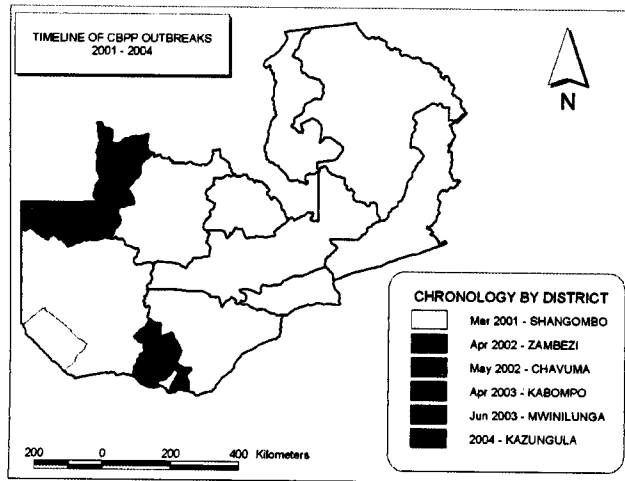 TIMELINE OF CBPP OUTBREAKS
2001 - 2004
N
CHRONOLOGY BY DISTRICT
Mar 2001 - SHANGOMBO
Apr 2002 - ZAMBEZI
May 2002 - CHAVUMA
Apr 2003 - KABOMPO
Jun 2003 - MWINILUNGA
2004 - KAZUNGULA
200 0 200 400 Kilometers